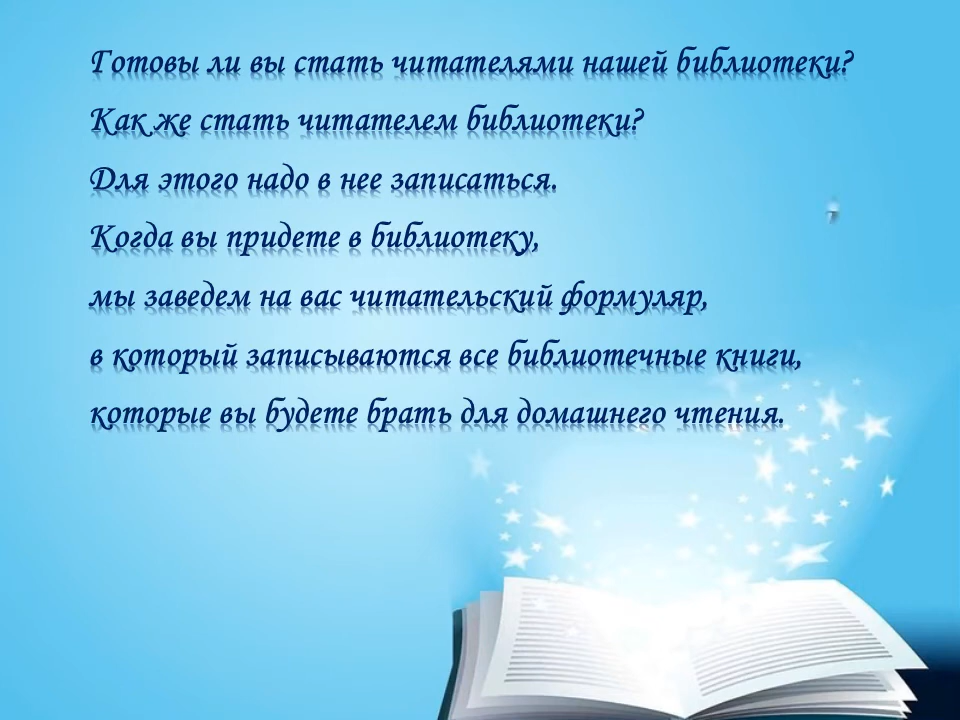 Готовы ли вы стать читателями нашей библиотеки?
Как же стать читателем библиотеки?
Для этого надо в нее записаться.
Когда вы придете в библиотеку,
мы заведем на вас читательский формуляр,
в который записываются все библиотечные книги,
которые вы будете брать для домашнего чтения.